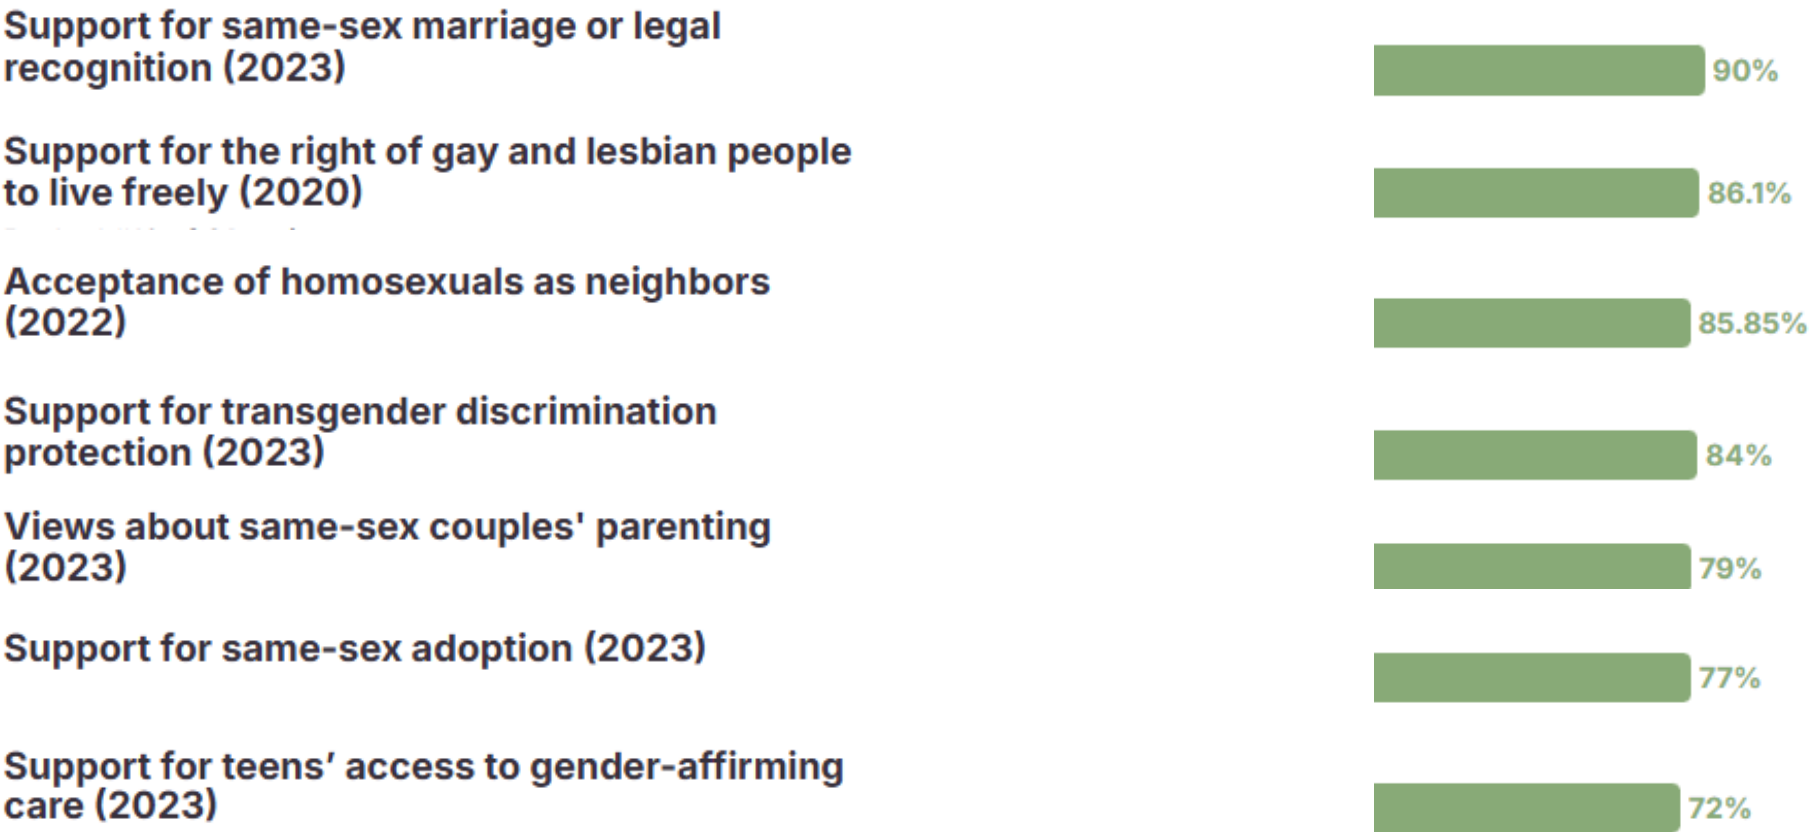 Support for same-sex marriage or legal
recognition (2023)
90%
Support for the right of gay and lesbian people
to live freely (2020)
86.1%
Acceptance of homosexuals as neighbors
(2022)
85.85%
Support for transgender discrimination
protection (2023)
84%
Views about same-sex couples' parenting
(2023)
79%
Support for same-sex adoption (2023)
77%
Support for teens’ access to gender-affirming
care (2023)
72%